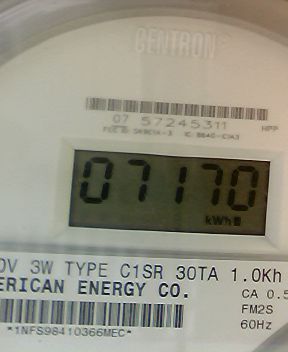 CENTRON
07 57245311
HPP
07170
kWh
0V 3W TYPE C1SR 30TA 1.0Kh
ERICAN ENERGY CO.
CA 0.5
FM2S
60Hz
*1NFS98410366MEC*